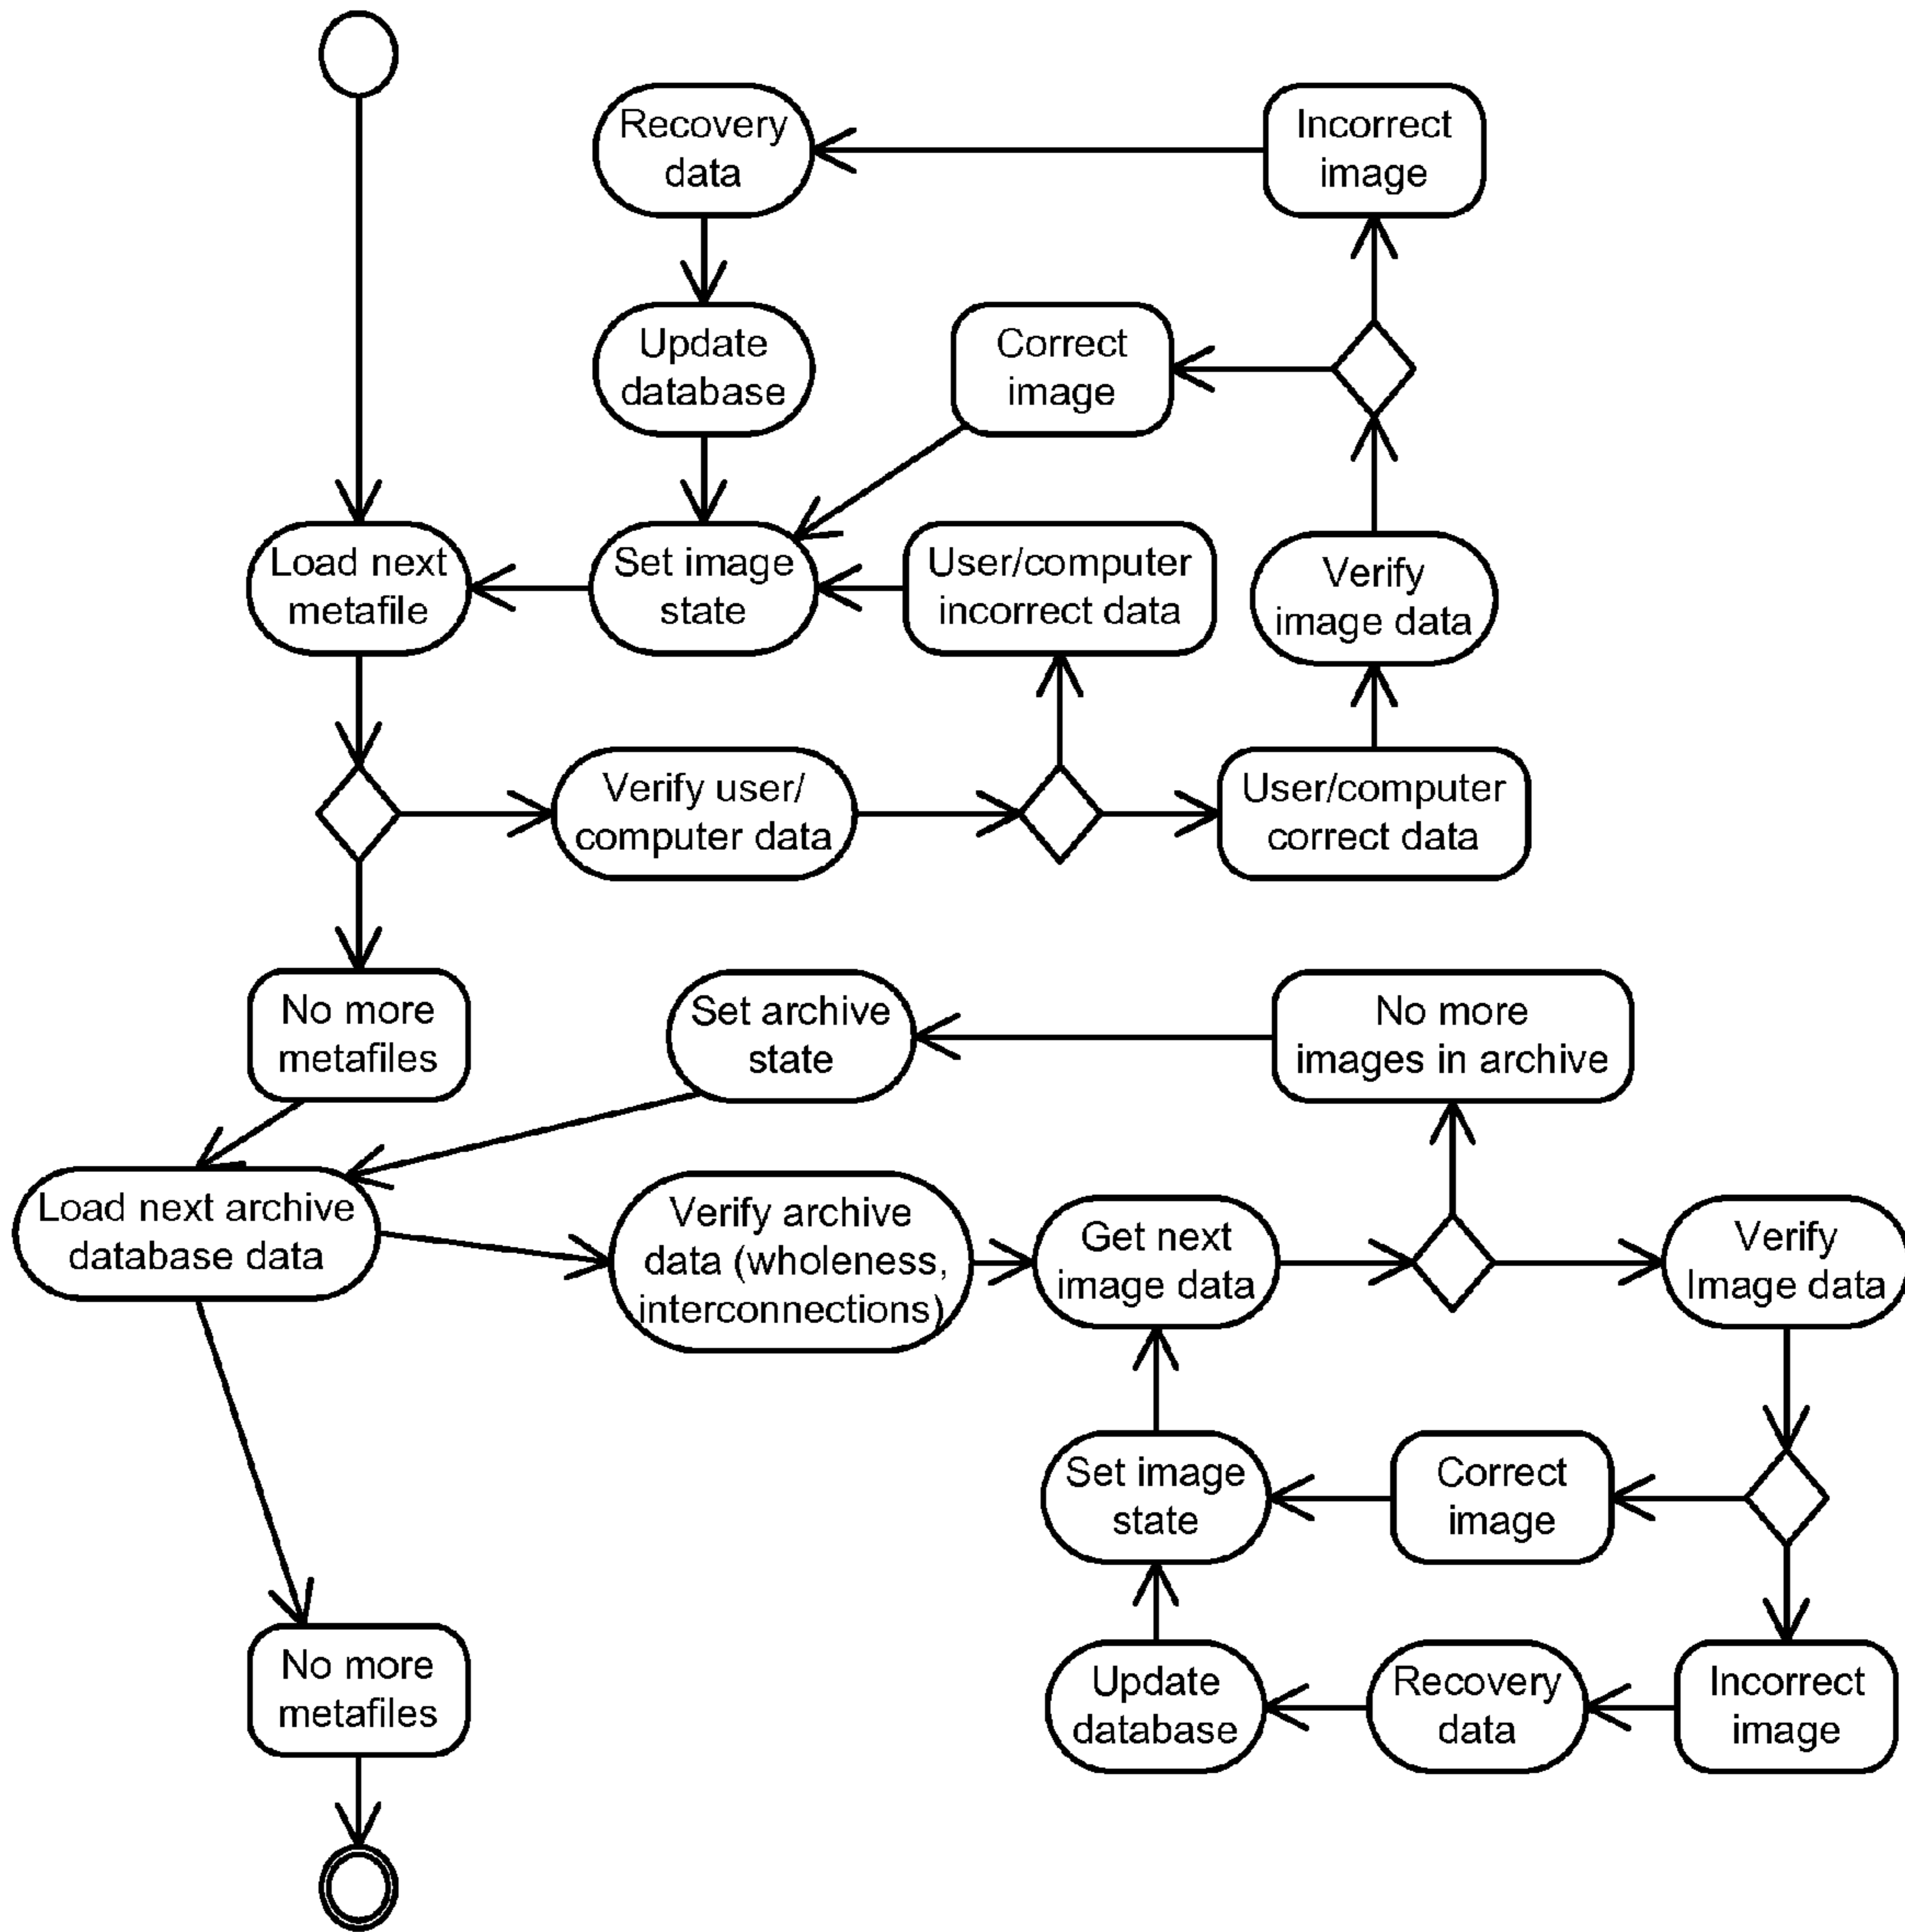 Recovery
data
Incorrect
image
Update
database
Correct
image
Load next
metafile
Set image
state
User/computer
incorrect data
Verify
image data
Verify user/
computer data
User/computer
correct data
No more
metafiles
Set archive
state
No more
images in archive
Load next archive
database data
Verify archive
data (wholeness,
interconnections)
Get next
image data
Verify
Image data
Set image
state
Correct
image
No more
metafiles
Update
database
Recovery
data
Incorrect
image